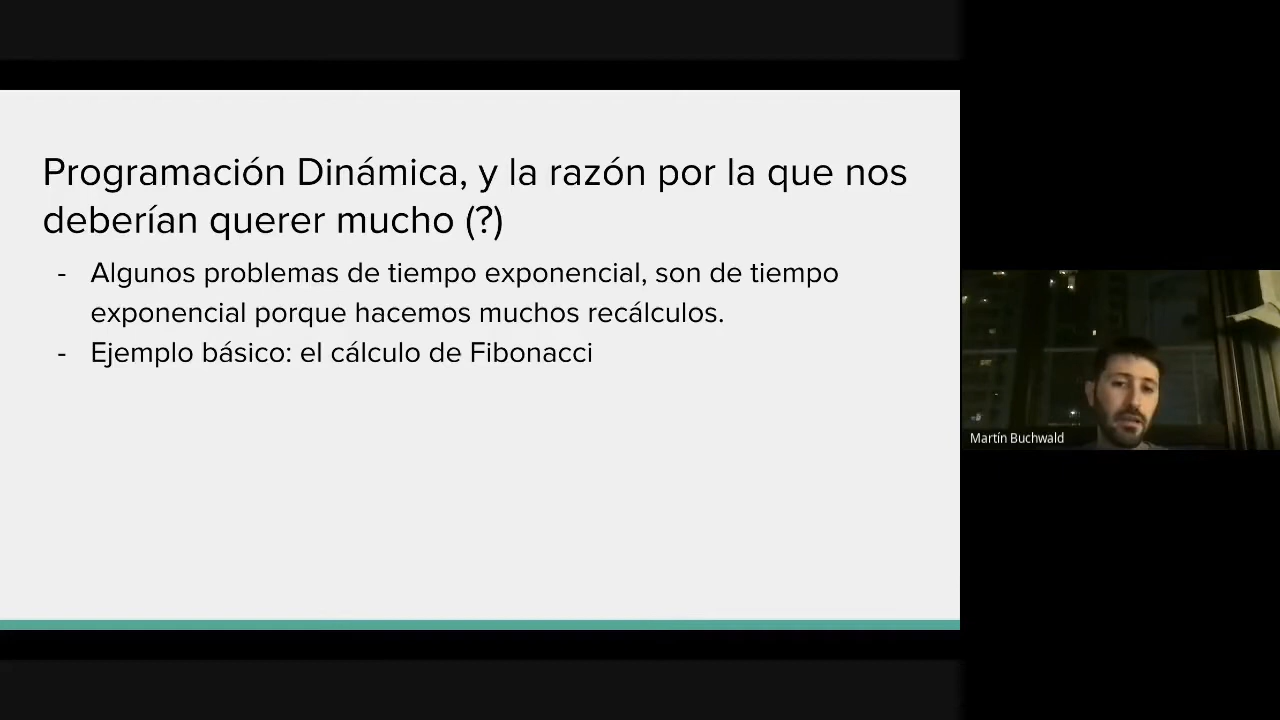 Programación Dinámica, y la razón por la que nos
deberían querer mucho (?)
- Algunos problemas de tiempo exponencial, son de tiempo
exponencial porque hacemos muchos recálculos.
- Ejemplo básico: el cálculo de Fibonacci
Martín Buchwald